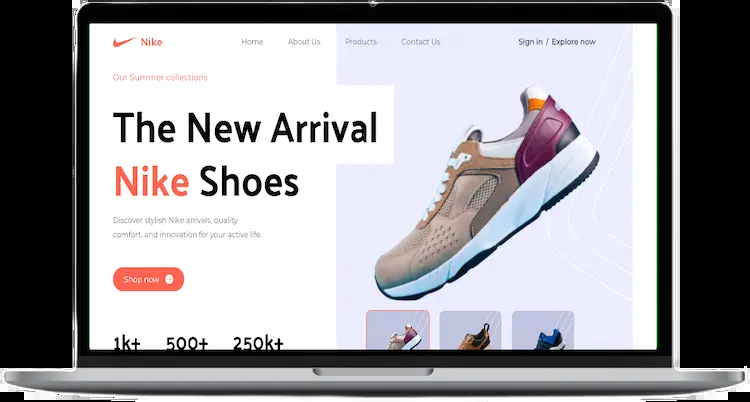 Nike Home About Us Products Contact Us Sign in / Explore now
Our Summer collections
The New Arrival
Nike Shoes
Discover stylish Nike arrivals, quality
comfort, and innovation for your active life.
Shop now
1k+ 500+ 250k+